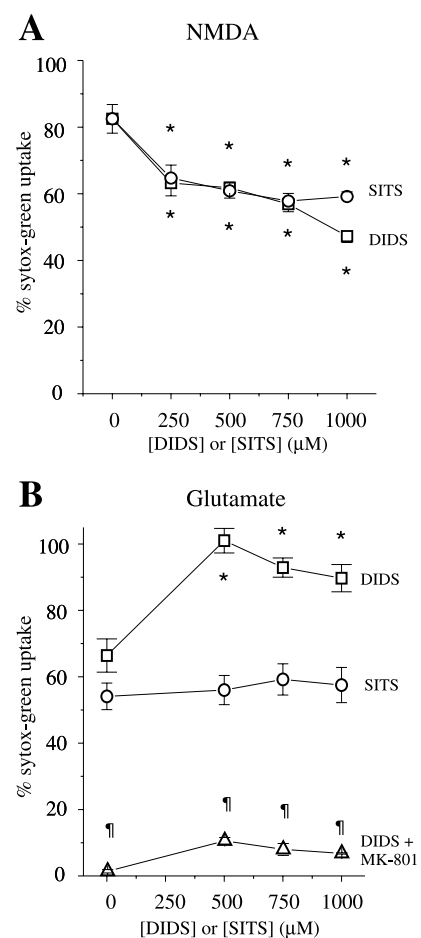 A
NMDA
100
80
60
40
20
0
% sytox-green uptake
*
*
*
*
*
*
*
*
SITS
DIDS
0 250 500 750 1000
[DIDS] or [SITS] (μM)
B
Glutamate
100
80
60
40
20
0
% sytox-green uptake
*
*
*
DIDS
SITS
¶
¶
¶
¶
DIDS +
MK-801
0 250 500 750 1000
[DIDS] or [SITS] (μM)